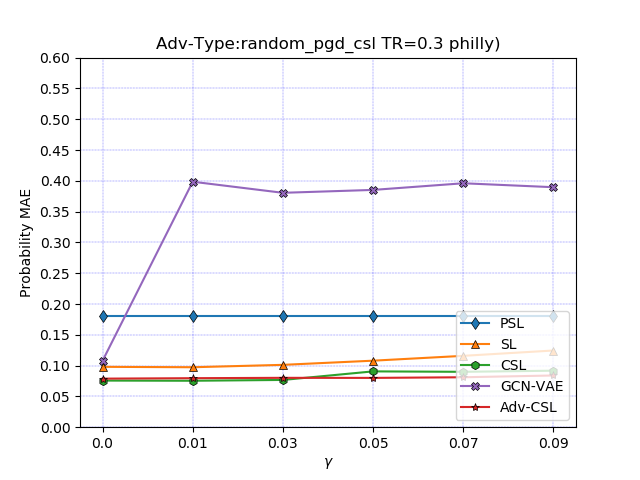 Adv-Type:random_pgd_csl TR=0.3 philly)
Probability MAE
0.60
0.55
0.50
0.45
0.40
0.35
0.30
0.25
0.20
0.15
0.10
0.05
0.00
0.0 0.01 0.03 0.05 0.07 0.09
γ
PSL
SL
CSL
GCN-VAE
Adv-CSL